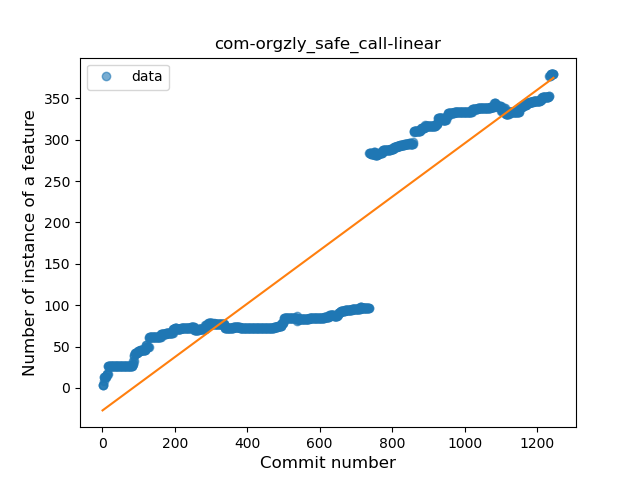 com-orgzly_safe_call-linear
data
Number of instance of a feature
350
300
250
200
150
100
50
0
0 200 400 600 800 1000 1200
Commit number